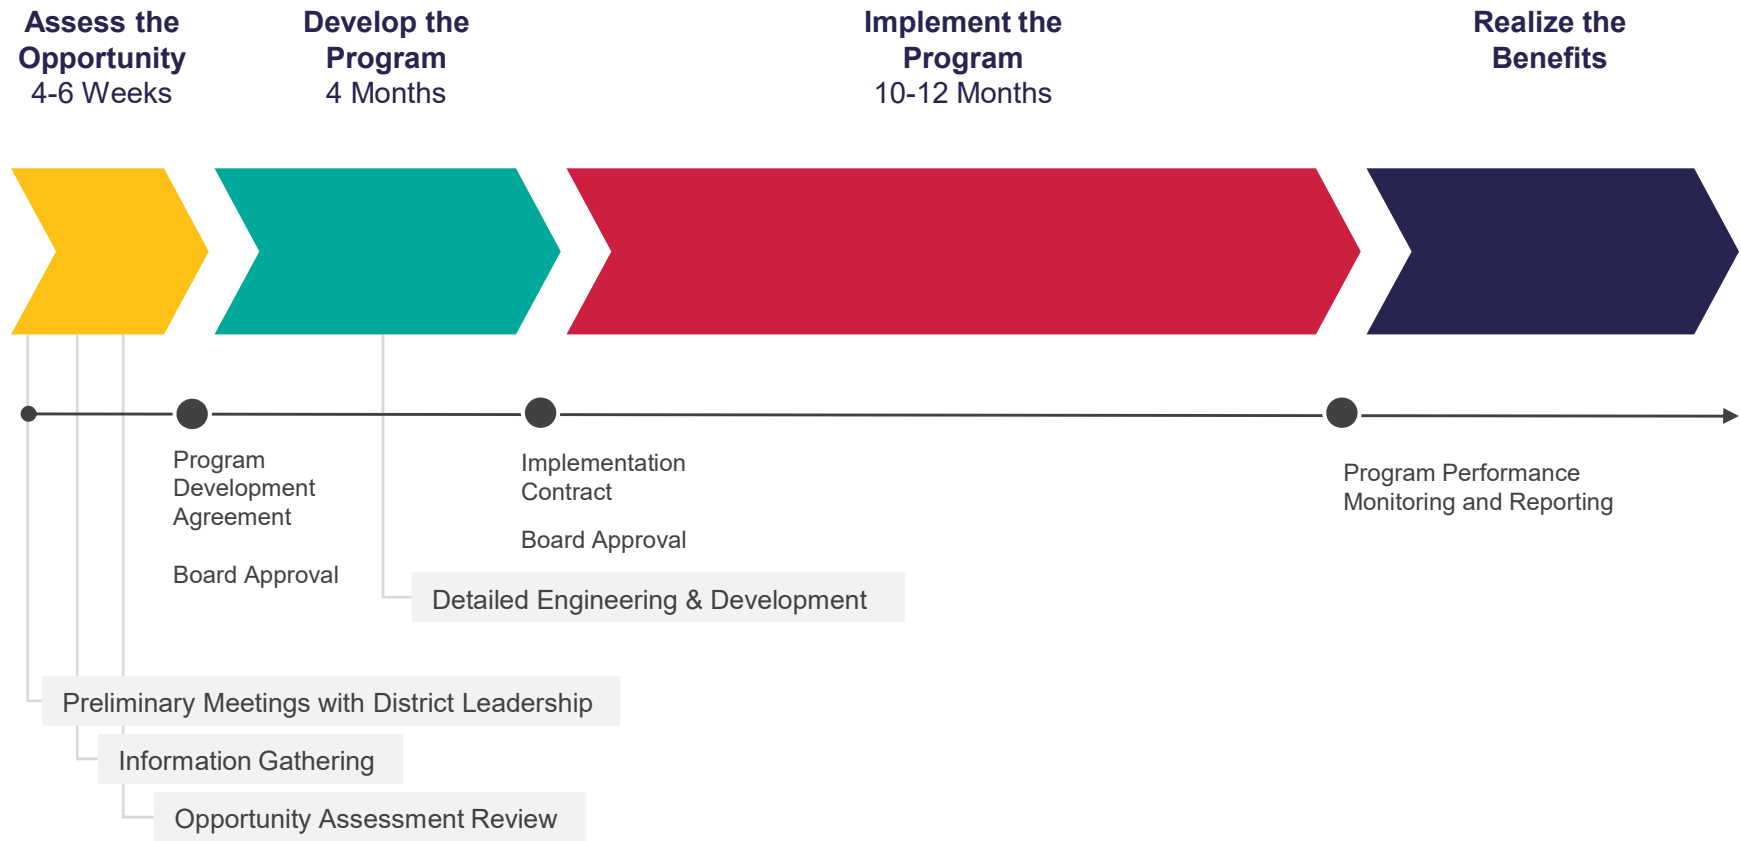 Assess the
Opportunity
4-6 Weeks
Develop the
Program
4 Months
Implement the
Program
10-12 Months
Realize the
Benefits
Program
Development
Agreement
Board Approval
Implementation
Contract
Board Approval
Program Performance
Monitoring and Reporting
Detailed Engineering & Development
Preliminary Meetings with District Leadership
Information Gathering
Opportunity Assessment Review